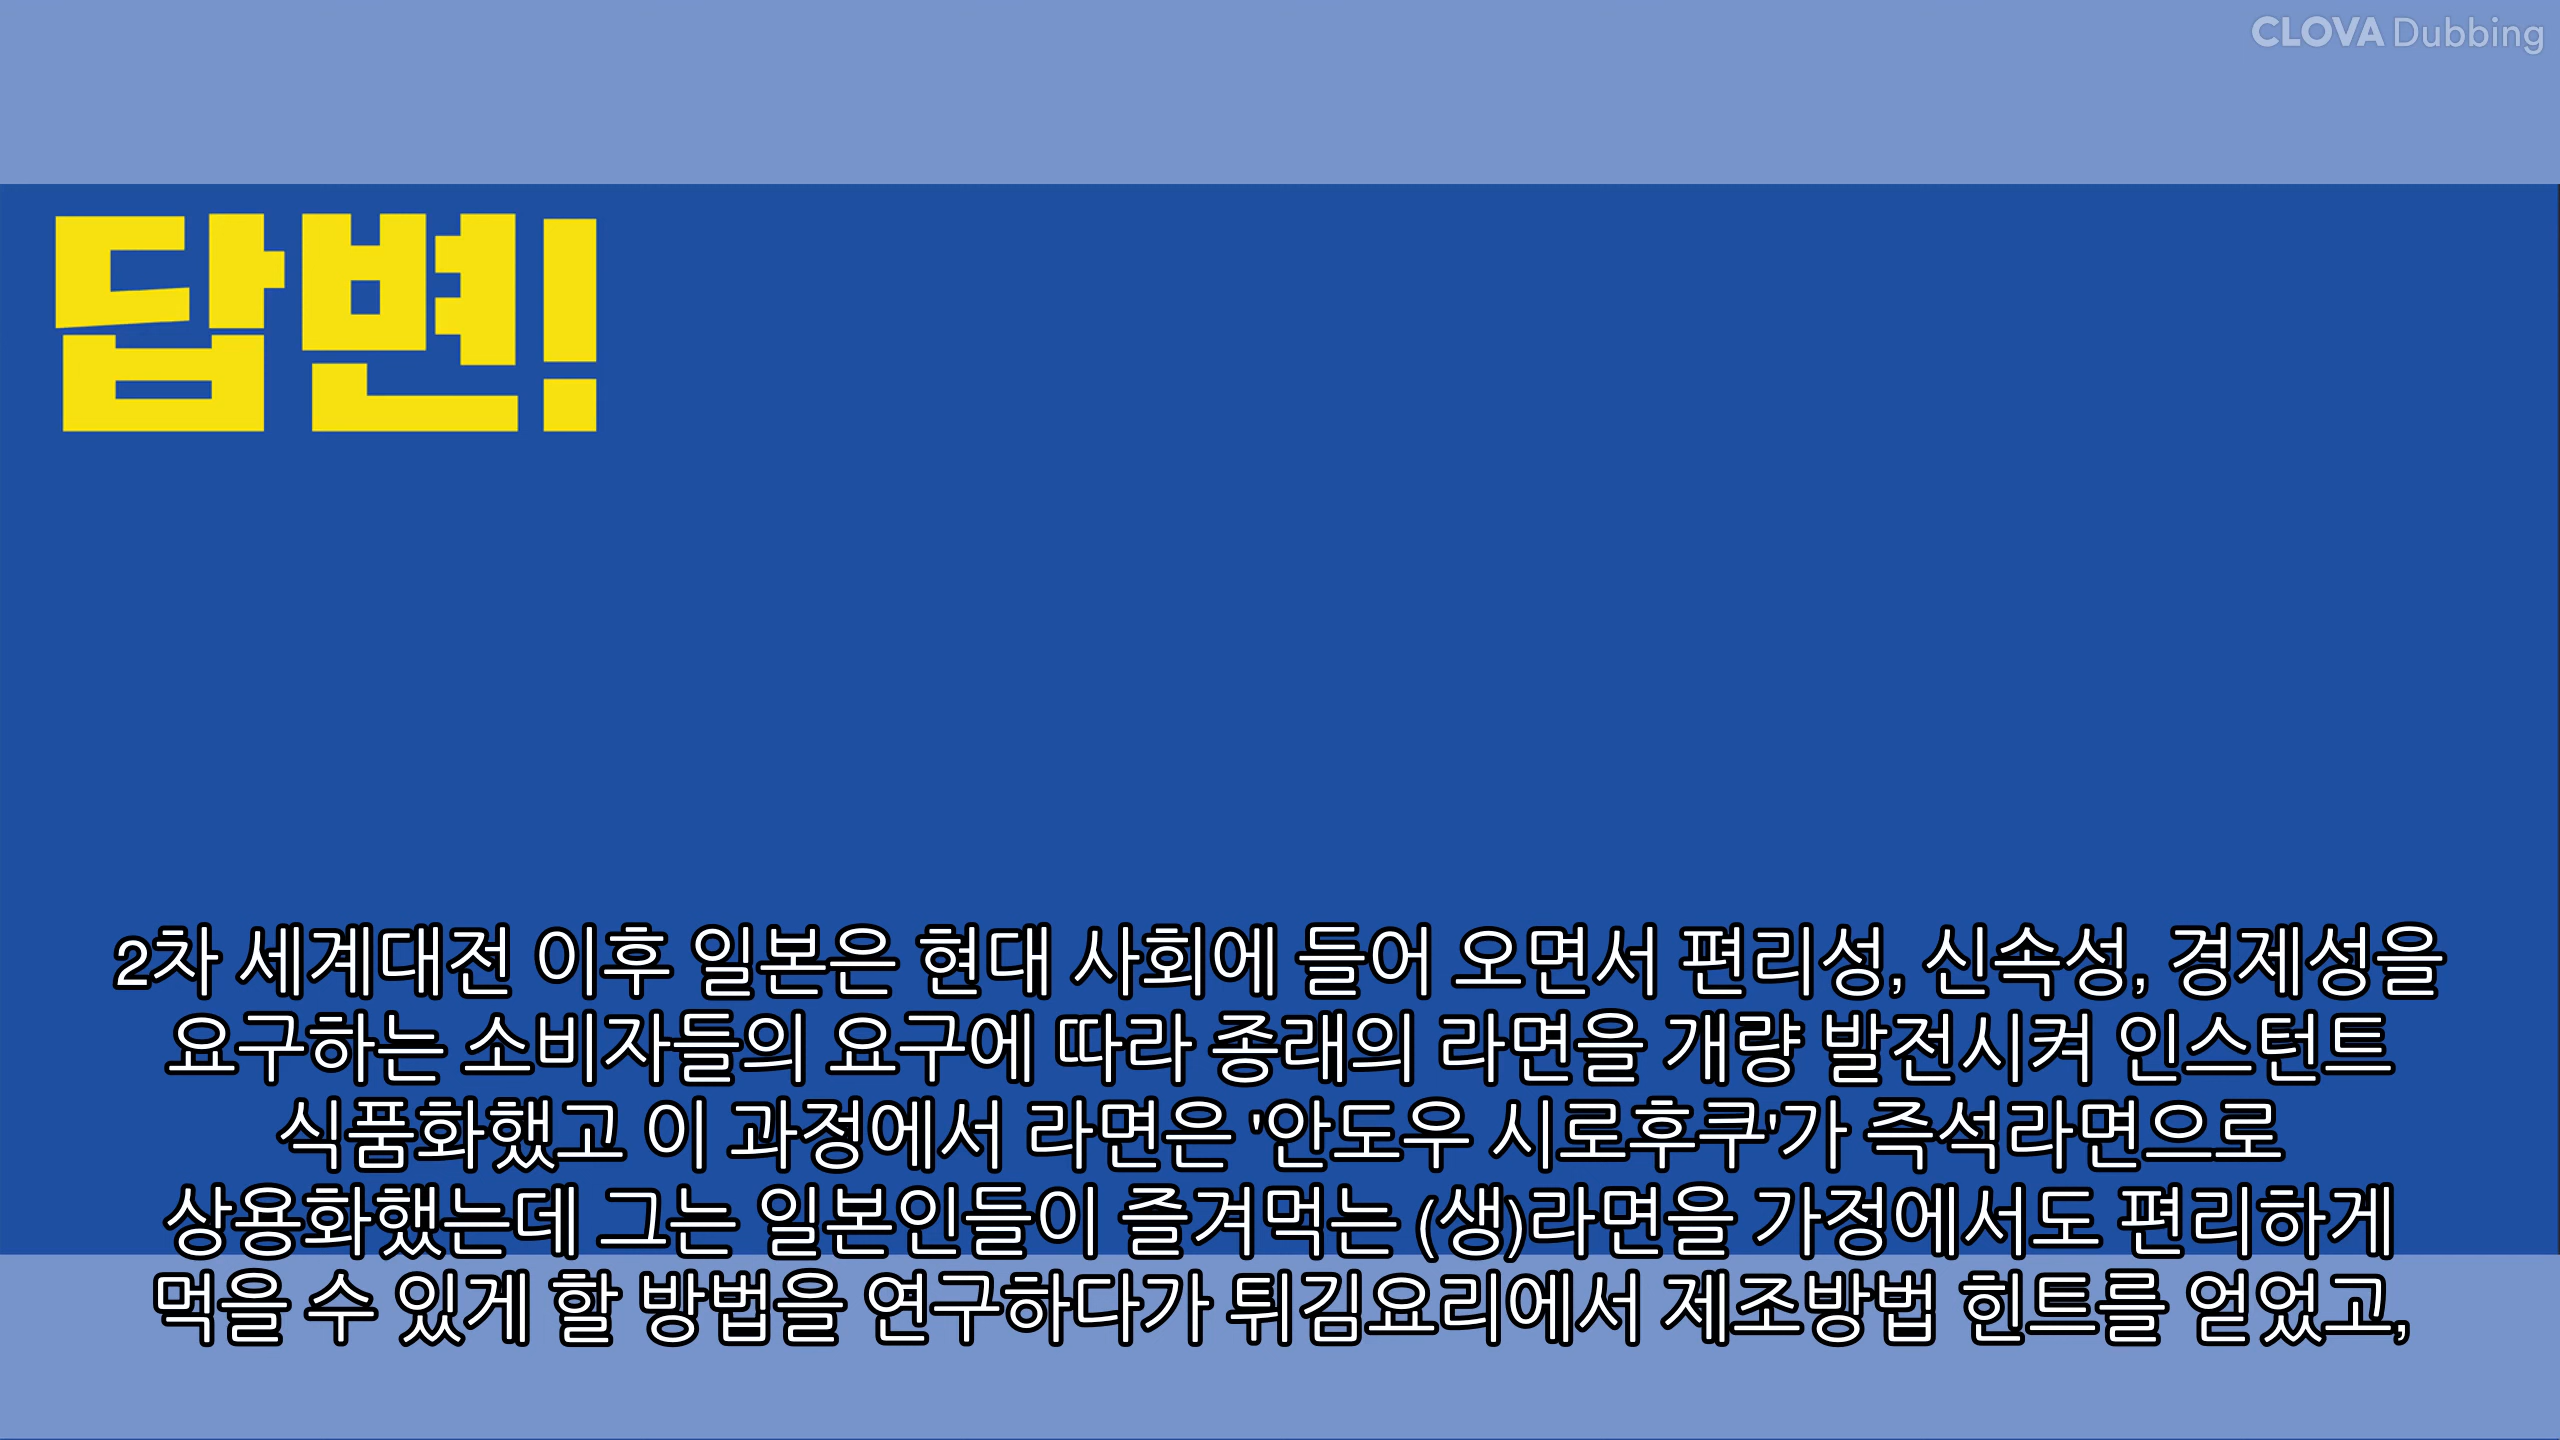 CLOVA Dubbing
답변!
2차 세계대전 이후 일본은 현대 사회에 들어 오면서 편리성, 신속성, 경제성을
요구하는 소비자들의 요구에 따라 종래의 라면을 개량 발전시켜 인스턴트
식품화했고 이 과정에서 라면은 '안도우 시로후쿠'가 즉석라면으로
상용화했는데 그는 일본인들이 즐겨먹는 (생)라면을 가정에서도 편리하게
먹을 수 있게 할 방법을 연구하다가 튀김요리에서 제조방법 힌트를 얻었고,